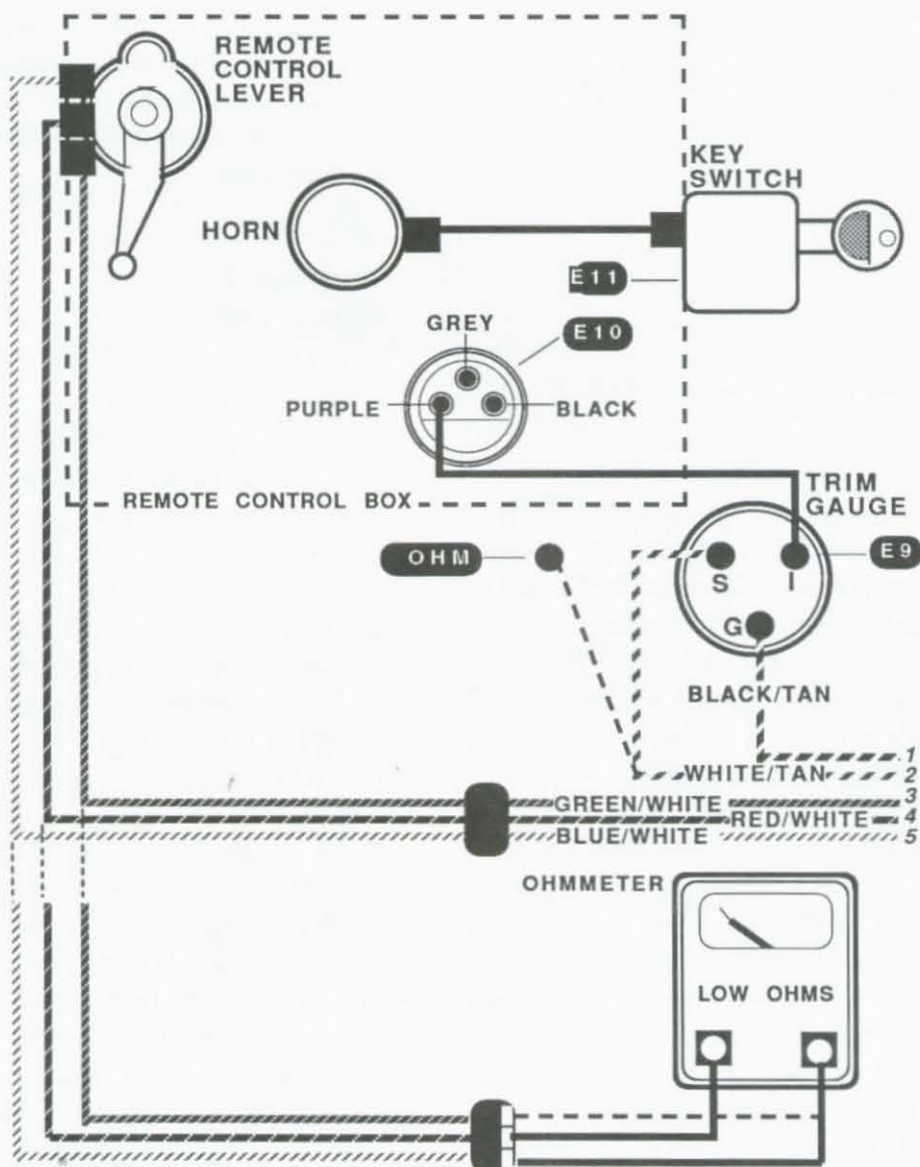 REMOTE
CONTROL
LEVER
KEY
SWITCH
HORN
E11
GREY
E10
PURPLE
BLACK
REMOTE CONTROL BOX
TRIM
GAUGE
OHM
E9
S
I
G
BLACK/TAN
1
WHITE/TAN
2
GREEN/WHITE
3
RED/WHITE
4
BLUE/WHITE
5
OHMMETER
LOW OHMS